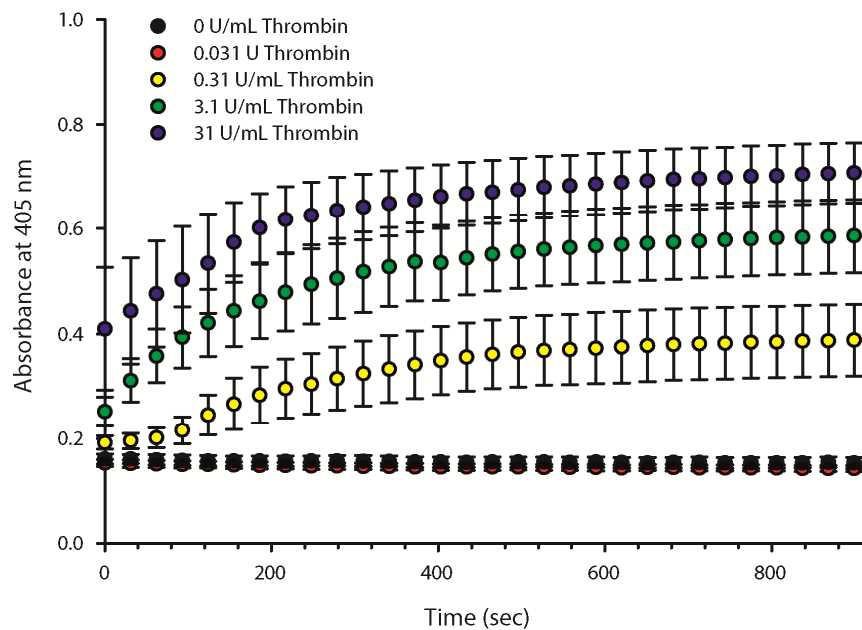 1.0
0 U/mL Thrombin
0.031 U Thrombin
0.31 U/mL Thrombin
3.1 U/mL Thrombin
31 U/mL Thrombin
0.8
0.6
0.4
0.2
0.0
Absorbance at 405 nm
0 200 400 600 800
Time (sec)